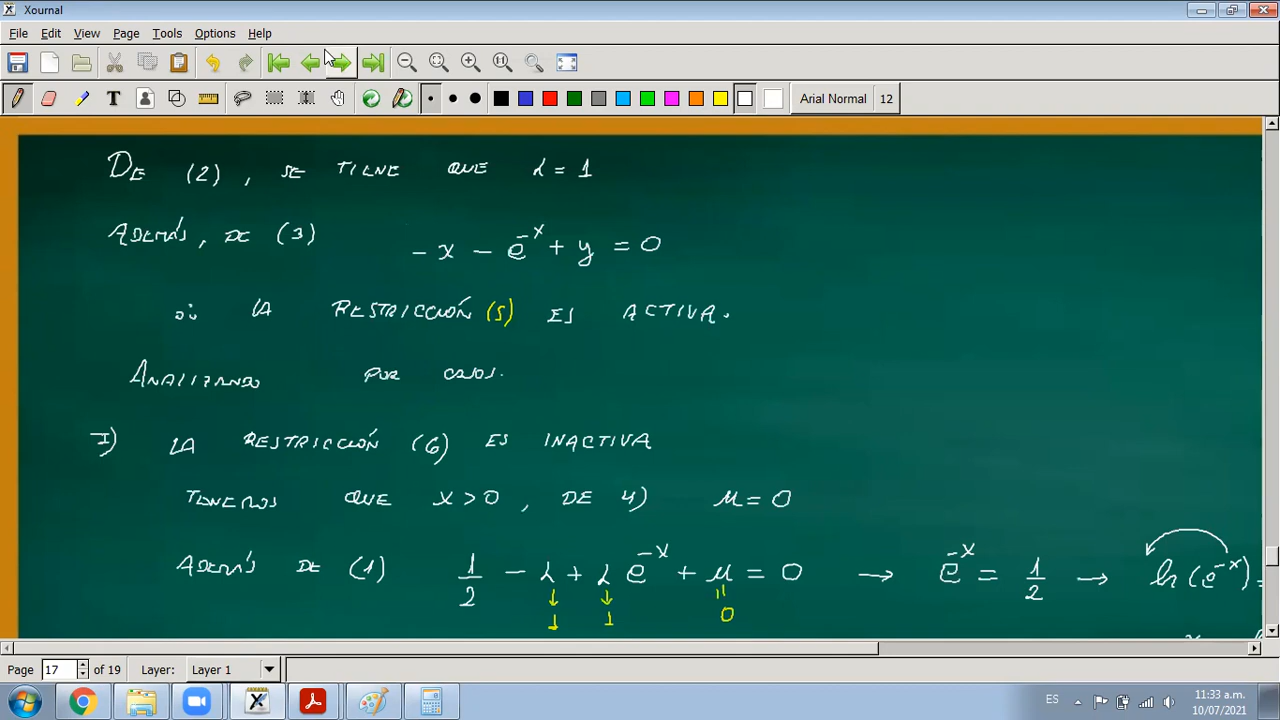 Xournal
File Edit View Page Tools Options Help
Arial Normal 12
DE (2), SE TIENE QUE λ = 1
ADEMÁS, DE (3) - x - e^{-x} + y = 0
∴ LA RESTRICCIÓN (5) ES ACTIVA.
ANALIZANDO POR CASOS.
I) LA RESTRICCIÓN (6) ES INACTIVA
TENEMOS QUE x > 0, DE 4) μ = 0
ADEMÁS DE (1) 1/2 - λ + λ e^{-x} + μ = 0 → e^{-x} = 1/2 → ln(e^{-x}) =
1 1 0
Page 17 of 19 Layer: Layer 1
ES 11:33 a.m.
10/07/2021